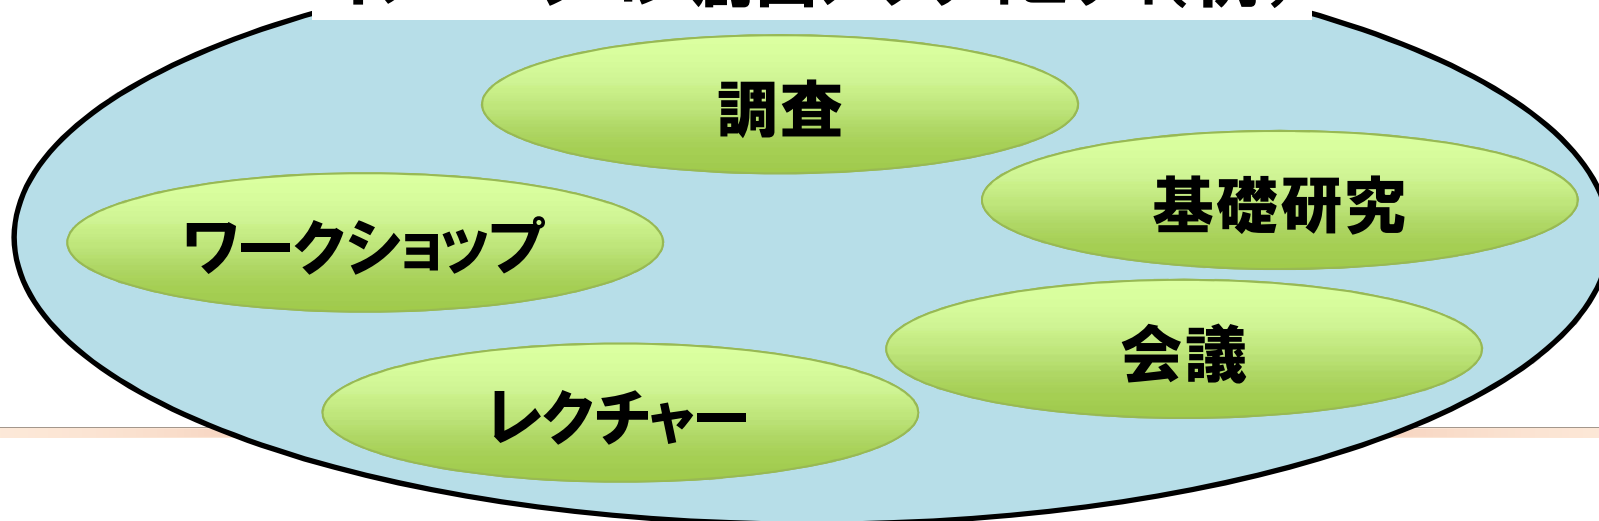 調査
基礎研究
ワークショップ
会議
レクチャー